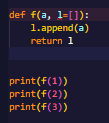 def f(a, l=[]):
    l.append(a)
    return l
print(f(1))
print(f(2))
print(f(3))